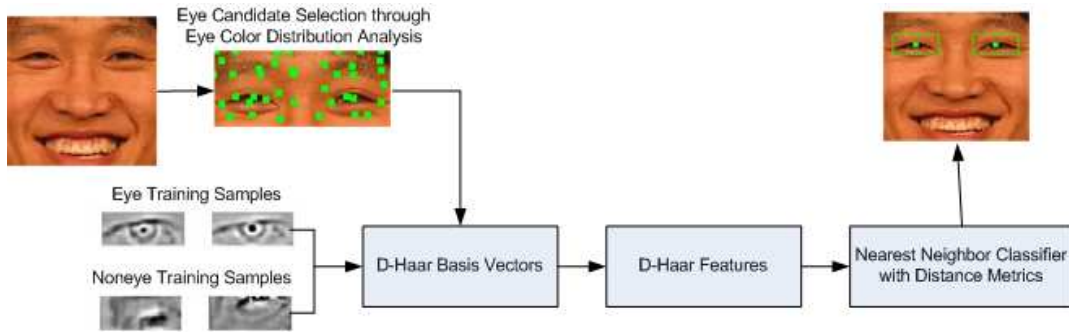 Eye Candidate Selection through
Eye Color Distribution Analysis
Eye Training Samples
Noneye Training Samples
D-Haar Basis Vectors
D-Haar Features
Nearest Neighbor Classifier
with Distance Metrics